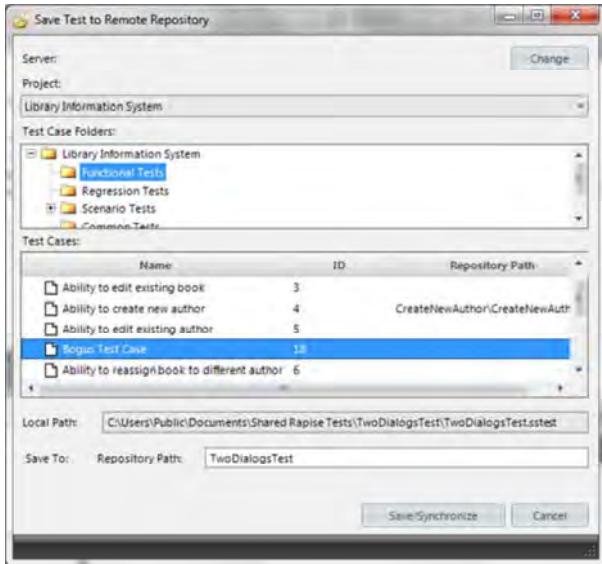 Save Test to Remote Repository
Server: Change
Project:
Library Information System
Test Case Folders:
Library Information System
Functional Tests
Regression Tests
Scenario Tests
Common Tests
Test Cases:
Name ID Repository Path
Ability to edit existing book 3
Ability to create new author 4 CreateNewAuthor\CreateNewAuth
Ability to edit existing author 5
Bogus Test Case 18
Ability to reassign book to different author 6
Local Path: C:\Users\Public\Documents\Shared Rapise Tests\TwoDialogsTest\TwoDialogsTest.sstest
Save To: Repository Path: TwoDialogsTest
Save/Synchronize Cancel